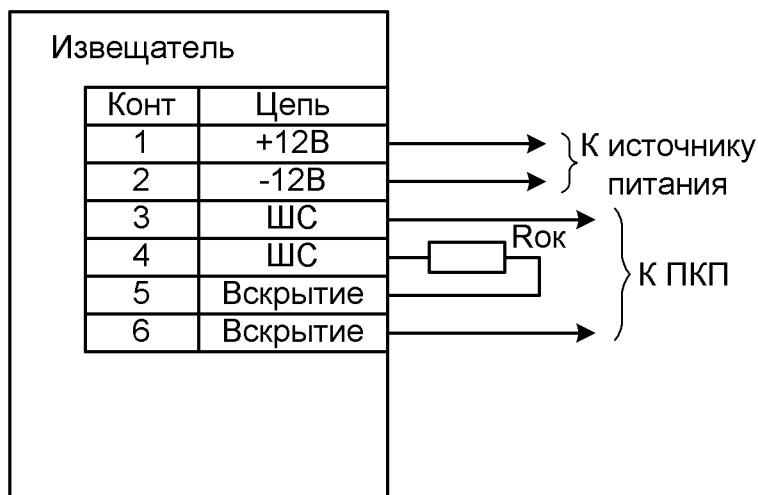 Извещатель
Конт Цепь
1 +12В
2 -12В
3 ШС
4 ШС
5 Вскрытие
6 Вскрытие
К источнику
питания
Rок
К ПКП